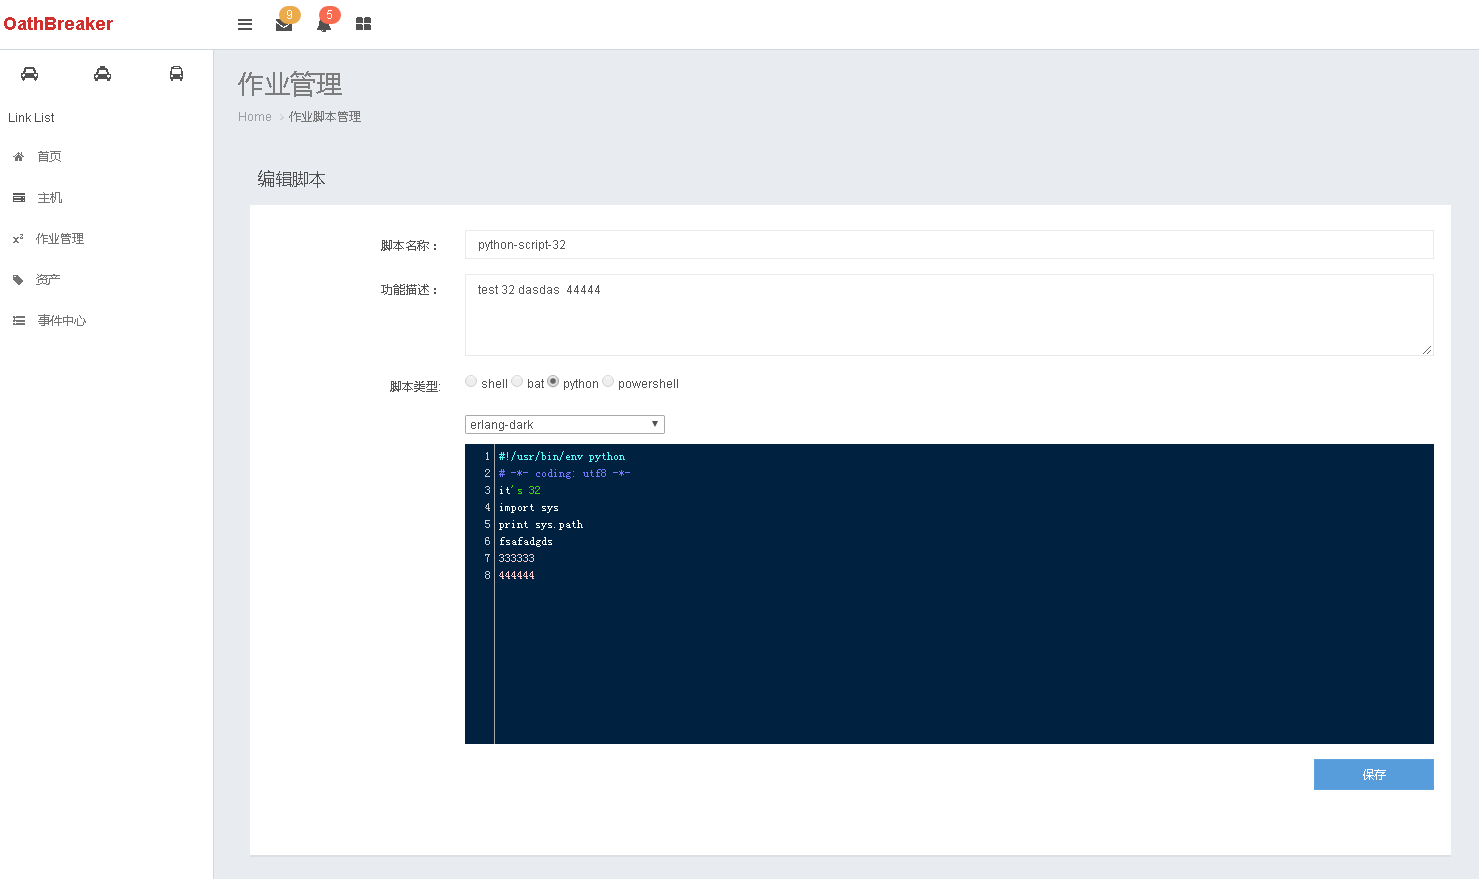 OathBreaker
9
5
Link List
首页
主机
x² 作业管理
资产
事件中心
作业管理
Home > 作业脚本管理
编辑脚本
脚本名称： python-script-32
功能描述： test 32 dasdas  44444
脚本类型: shell bat python powershell
erlang-dark
1 #!/usr/bin/env python
2 # -*- coding: utf8 -*-
3 it's 32
4 import sys
5 print sys.path
6 fsafadgds
7 333333
8 444444
保存